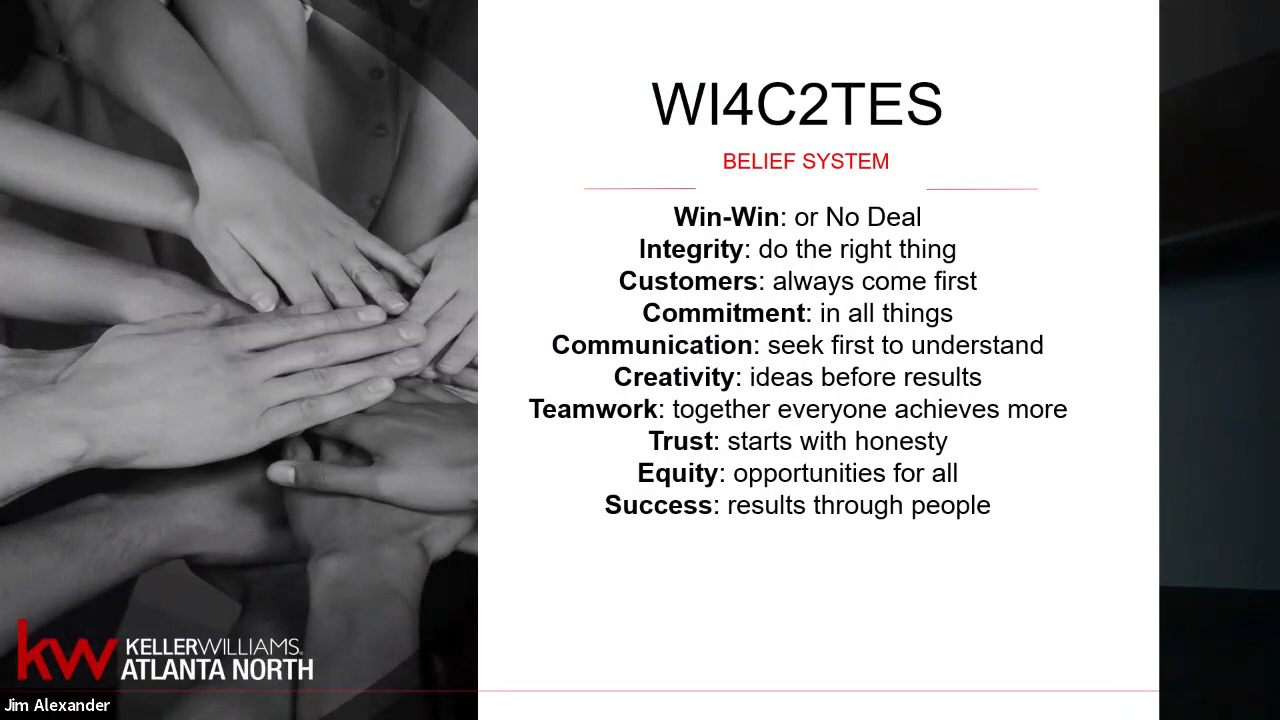 WI4C2TES
BELIEF SYSTEM
Win-Win: or No Deal
Integrity: do the right thing
Customers: always come first
Commitment: in all things
Communication: seek first to understand
Creativity: ideas before results
Teamwork: together everyone achieves more
Trust: starts with honesty
Equity: opportunities for all
Success: results through people
kw KELLERWILLIAMS.
ATLANTA NORTH
Jim Alexander